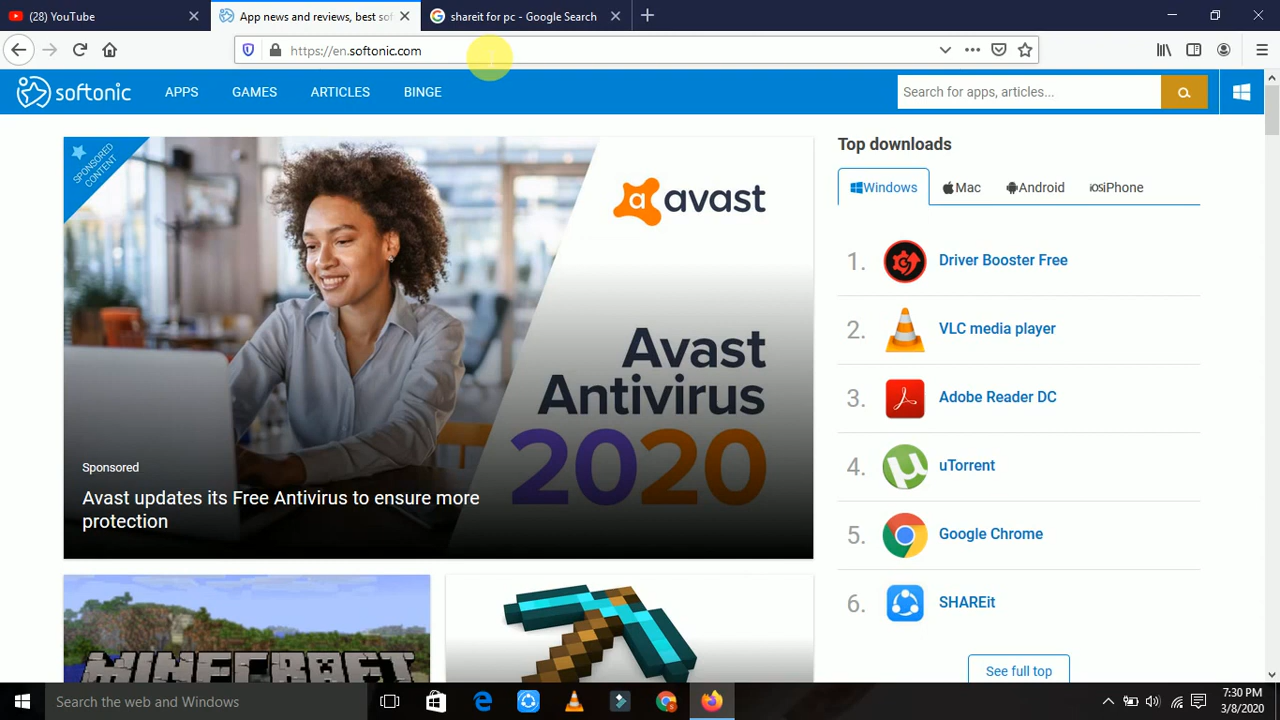 (28) YouTube
App news and reviews, best sof
shareit for pc - Google Search
https://en.softonic.com
softonic
APPS
GAMES
ARTICLES
BINGE
Search for apps, articles...
SPONSORED
CONTENT
avast
Avast
Antivirus
2020
Sponsored
Avast updates its Free Antivirus to ensure more
protection
MINECRAFT
Top downloads
Windows
Mac
Android
iOS iPhone
1. Driver Booster Free
2. VLC media player
3. Adobe Reader DC
4. uTorrent
5. Google Chrome
6. SHAREit
See full top
Search the web and Windows
7:30 PM
3/8/2020